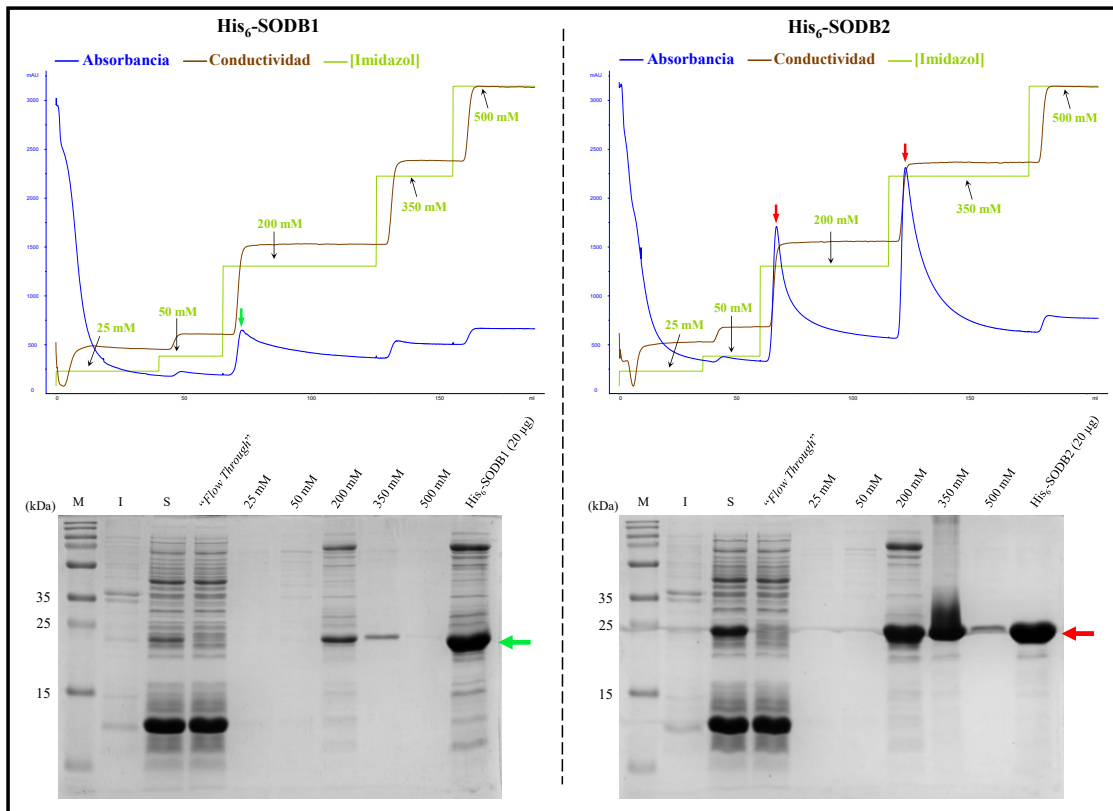 His₆-SODB1
Absorbancia Conductividad [Imidazol]
mAU
3000
2500
2000
1500
1000
500
0
0 50 100 150 ml
25 mM
50 mM
200 mM
350 mM
500 mM
(kDa) M I S "Flow Through" 25 mM 50 mM 200 mM 350 mM 500 mM His₆-SODB1 (20 µg)
35
25
15
His₆-SODB2
Absorbancia Conductividad [Imidazol]
mAU
3000
2500
2000
1500
1000
500
0
0 50 100 150 ml
25 mM
50 mM
200 mM
350 mM
500 mM
(kDa) M I S "Flow Through" 25 mM 50 mM 200 mM 350 mM 500 mM His₆-SODB2 (20 µg)
35
25
15